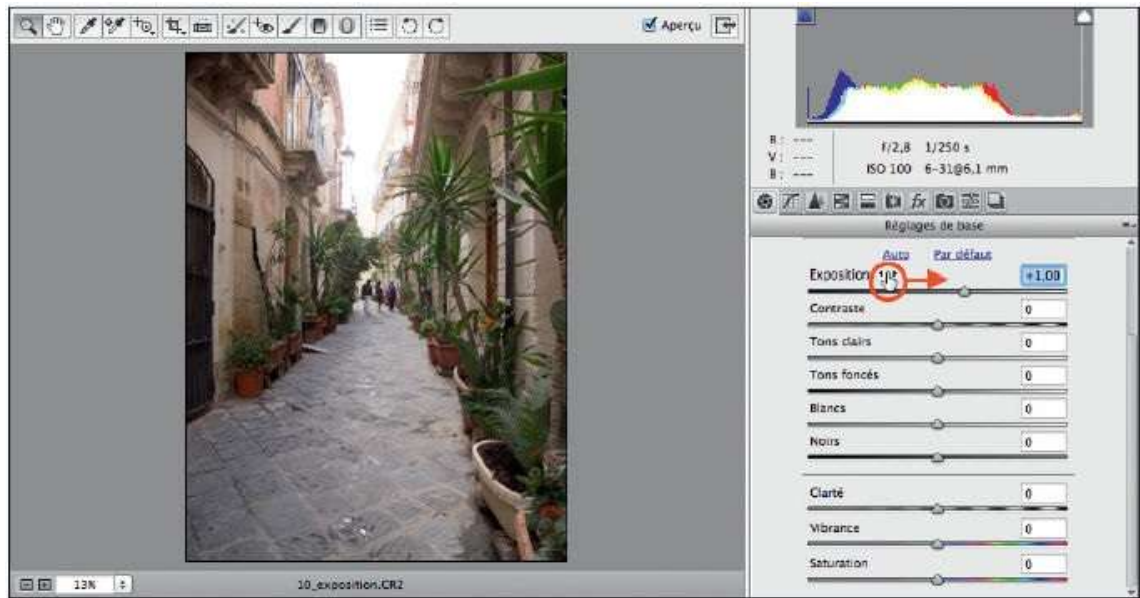 Aperçu
R : ---
V : ---
B : ---
f/2,8 1/250 s
ISO 100 6-31@6,1 mm
fx
Réglages de base
Auto Par défaut
Exposition +1,00
Contraste 0
Tons clairs 0
Tons foncés 0
Blancs 0
Noirs 0
Clarté 0
Vibrance 0
Saturation 0
13% 10_exposition.CR2